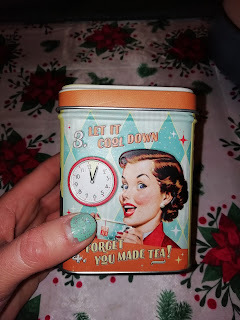 3. LET IT
COOL DOWN
FORGET
YOU MADE TEA!